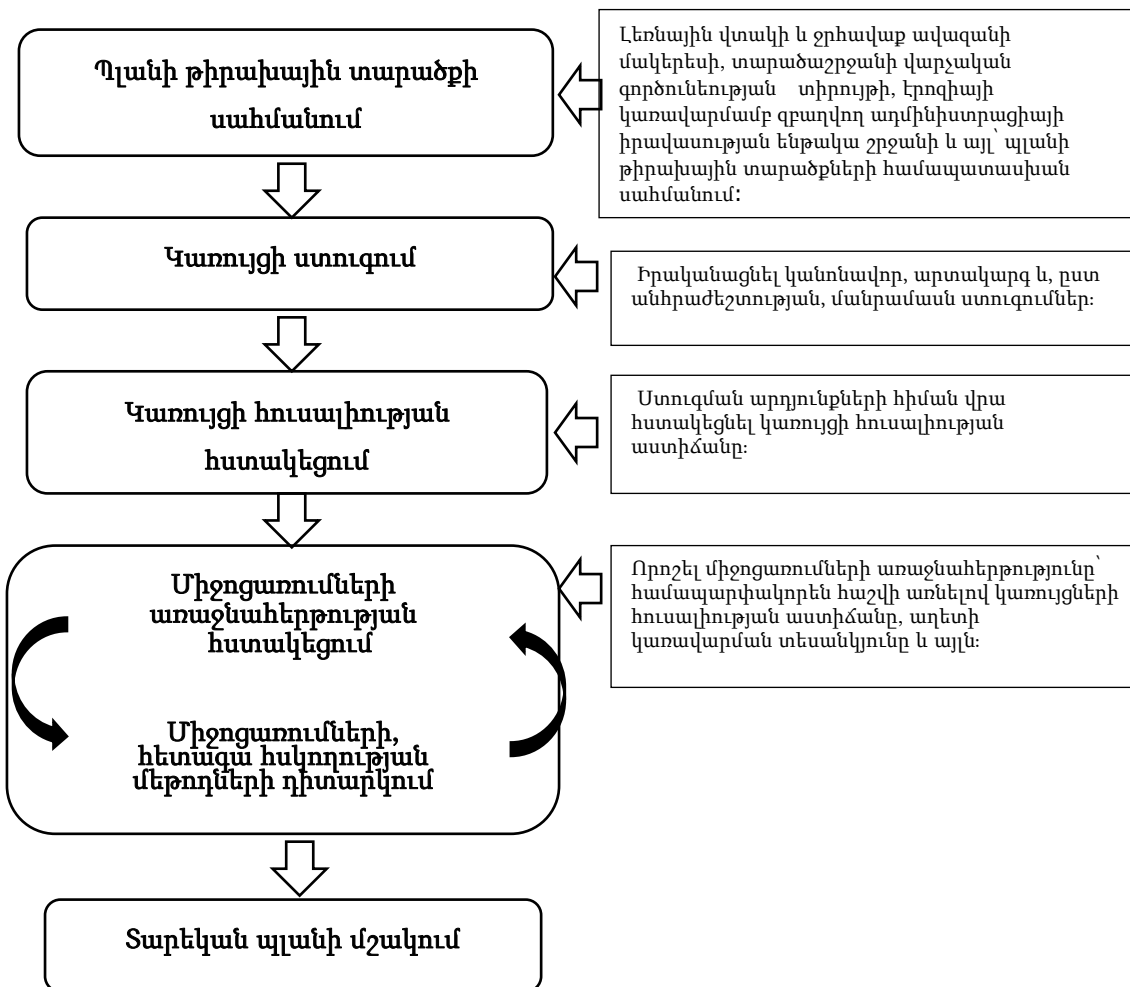 Պլանի թիրախային տարածքի
սահմանում
Լեռնային վտակի և ջրհավաք ավազանի
մակերեսի, տարածաշրջանի վարչական
գործունեության տիրույթի, էրոզիայի
կառավարմամբ զբաղվող ադմինիստրացիայի
իրավասության ենթակա շրջանի և այլ՝ պլանի
թիրախային տարածքների համապատասխան
սահմանում:
Կառույցի ստուգում
Իրականացնել կանոնավոր, արտակարգ և, ըստ
անհրաժեշտության, մանրամասն ստուգումներ։
Կառույցի հուսալիության
հստակեցում
Ստուգման արդյունքների հիման վրա
հստակեցնել կառույցի հուսալիության
աստիճանը։
Միջոցառումների
առաջնահերթության
հստակեցում
Որոշել միջոցառումների առաջնահերթությունը՝
համապարփակորեն հաշվի առնելով կառույցների
հուսալիության աստիճանը, աղետի
կառավարման տեսանկյունը և այլն։
Միջոցառումների,
հետագա հսկողության
մեթոդների դիտարկում
Տարեկան պլանի մշակում